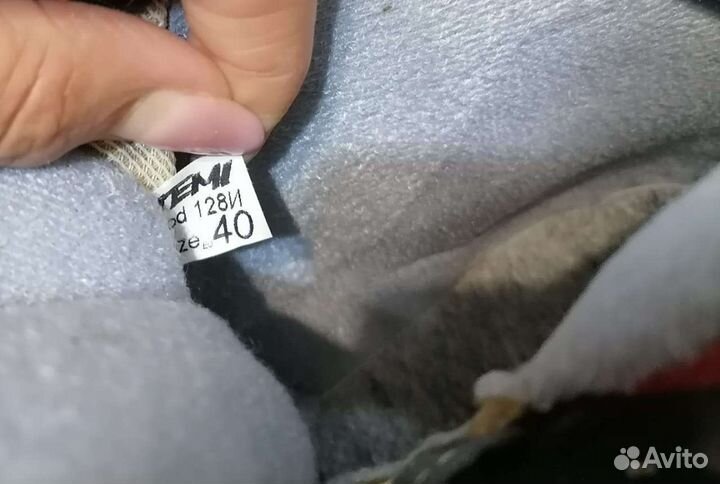 TEMI
od 128И
ze 40
Avito